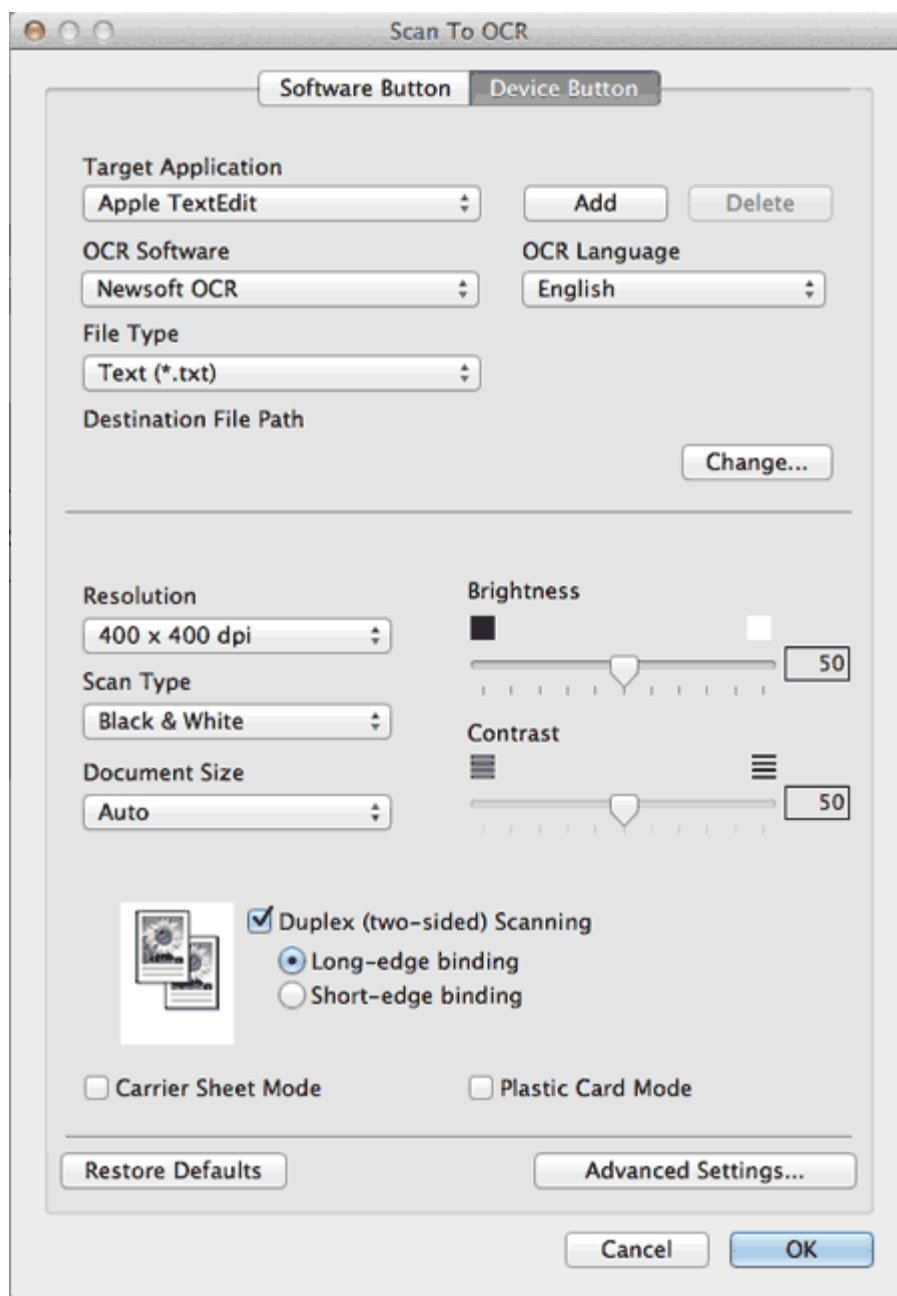 Scan To OCR
Software Button Device Button
Target Application
Apple TextEdit Add Delete
OCR Software OCR Language
Newsoft OCR English
File Type
Text (*.txt)
Destination File Path
Change...
Resolution Brightness
400 x 400 dpi
50
Scan Type
Black & White
Contrast
Document Size
Auto 50
Duplex (two-sided) Scanning
Long-edge binding
Short-edge binding
Carrier Sheet Mode Plastic Card Mode
Restore Defaults Advanced Settings...
Cancel OK